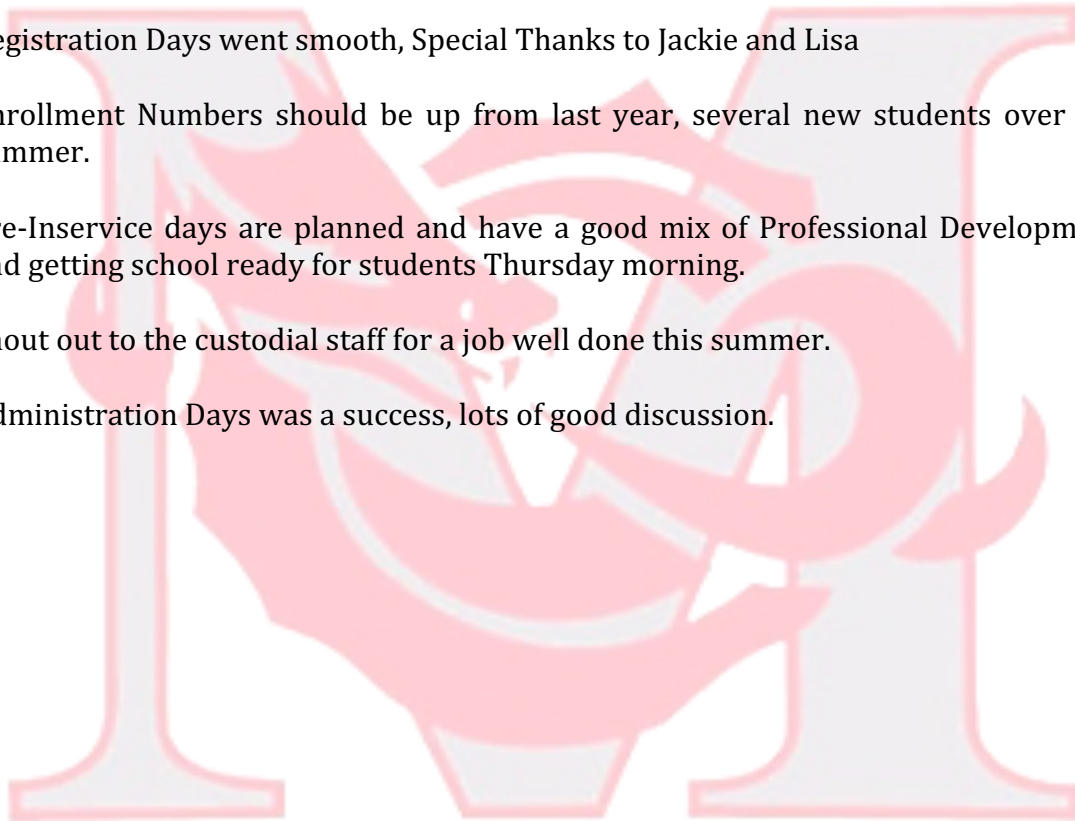 egistration Days went smooth, Special Thanks to Jackie and Lisa
nrollment Numbers should be up from last year, several new students over
mmer.
re-Inservice days are planned and have a good mix of Professional Developm
nd getting school ready for students Thursday morning.
out out to the custodial staff for a job well done this summer.
dministration Days was a success, lots of good discussion.